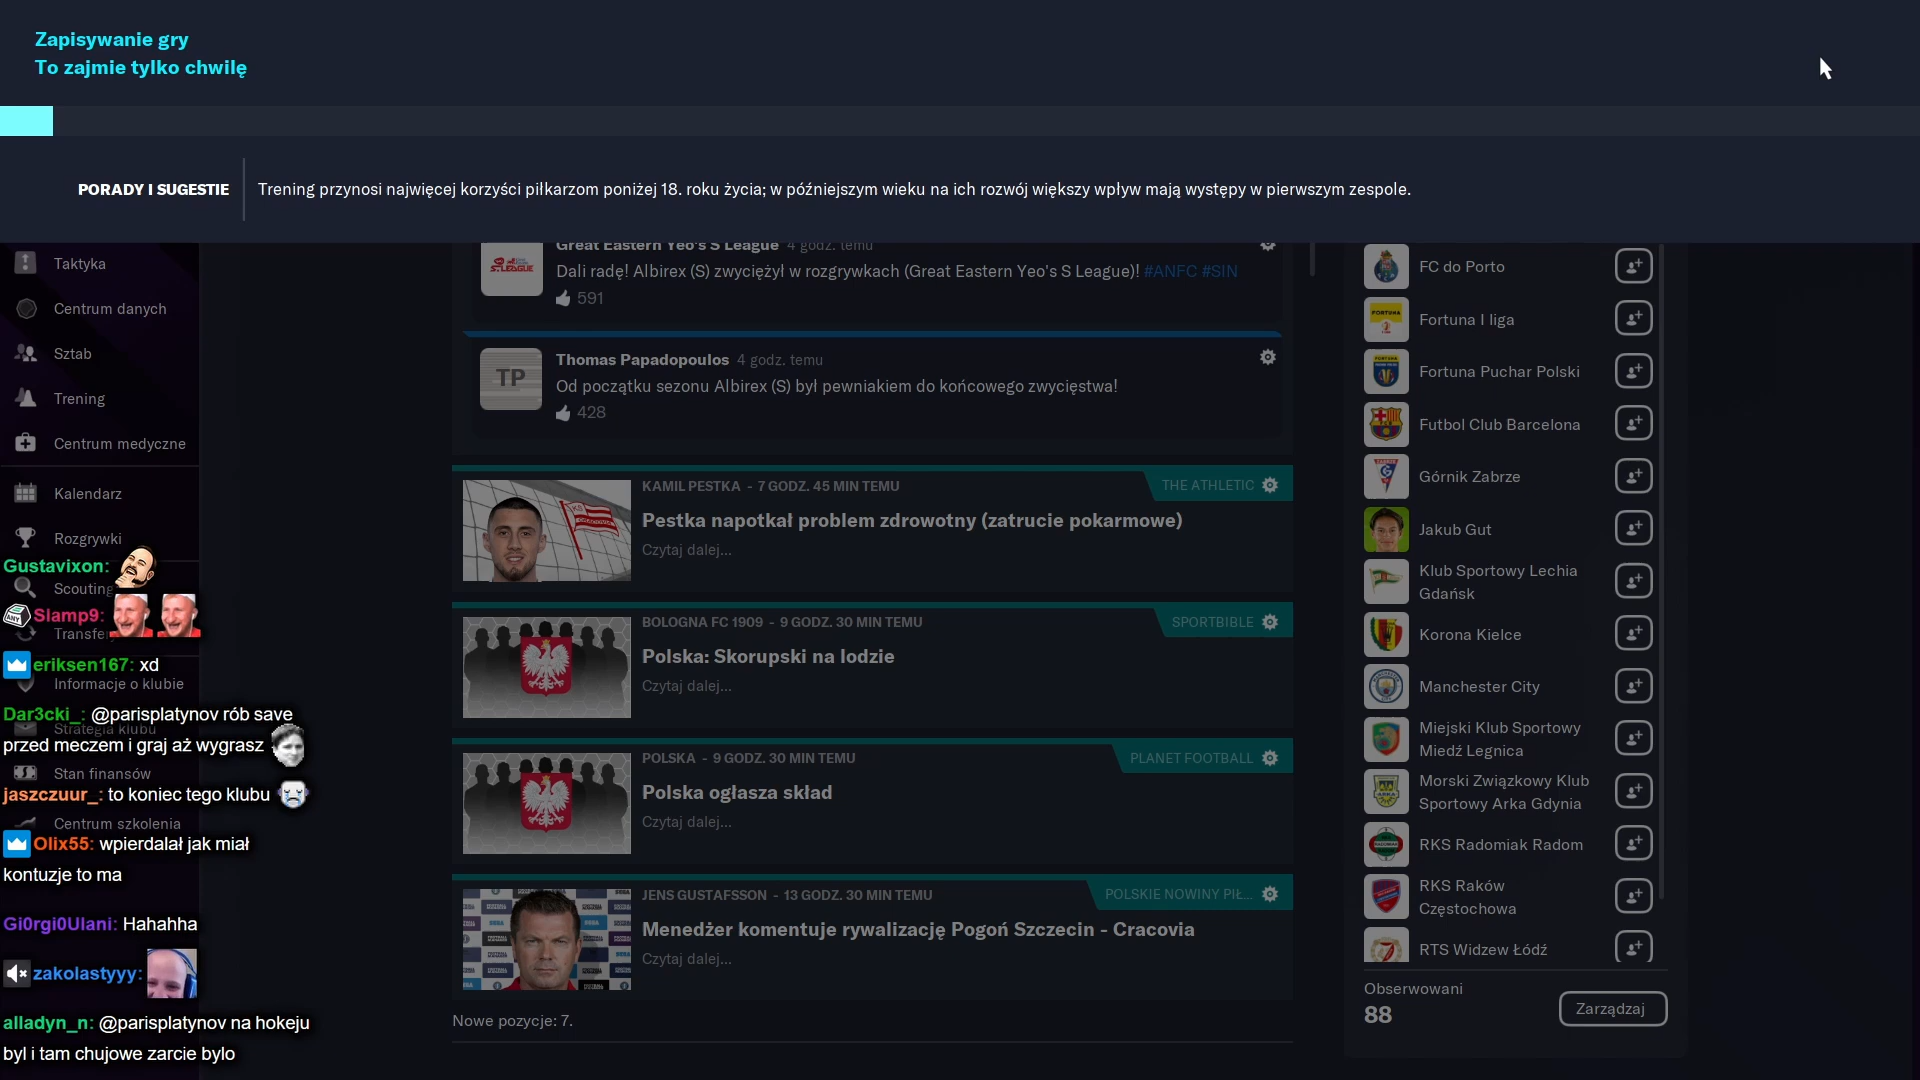 Zapisywanie gry
To zajmie tylko chwilę
PORADY I SUGESTIE
Trening przynosi najwięcej korzyści piłkarzom poniżej 18. roku życia; w późniejszym wieku na ich rozwój większy wpływ mają występy w pierwszym zespole.
Taktyka
Centrum danych
Sztab
Trening
Centrum medyczne
Kalendarz
Rozgrywki
Scouting
Transfe
Informacje o klubie
Strategia klubu
Stan finansów
Centrum szkolenia
Gustavixon:
Slamp9:
eriksen167: xd
Dar3cki_: @parisplatynov rób save
przed meczem i graj aż wygrasz
jaszczuur_: to koniec tego klubu
Olix55: wpierdalał jak miał
kontuzje to ma
Gi0rgi0Ulani: Hahahha
zakolastyyy:
alladyn_n: @parisplatynov na hokeju
byl i tam chujowe zarcie bylo
Great Eastern Yeo's S League 4 godz. temu
Dali radę! Albirex (S) zwyciężył w rozgrywkach (Great Eastern Yeo's S League)! #ANFC #SIN
591
TP
Thomas Papadopoulos 4 godz. temu
Od początku sezonu Albirex (S) był pewniakiem do końcowego zwycięstwa!
428
KAMIL PESTKA - 7 GODZ. 45 MIN TEMU
THE ATHLETIC
Pestka napotkał problem zdrowotny (zatrucie pokarmowe)
Czytaj dalej...
BOLOGNA FC 1909 - 9 GODZ. 30 MIN TEMU
SPORTBIBLE
Polska: Skorupski na lodzie
Czytaj dalej...
POLSKA - 9 GODZ. 30 MIN TEMU
PLANET FOOTBALL
Polska ogłasza skład
Czytaj dalej...
JENS GUSTAFSSON - 13 GODZ. 30 MIN TEMU
POLSKIE NOWINY PIŁ...
Menedżer komentuje rywalizację Pogoń Szczecin - Cracovia
Czytaj dalej...
Nowe pozycje: 7.
FC do Porto
Fortuna I liga
Fortuna Puchar Polski
Futbol Club Barcelona
Górnik Zabrze
Jakub Gut
Klub Sportowy Lechia
Gdańsk
Korona Kielce
Manchester City
Miejski Klub Sportowy
Miedź Legnica
Morski Związkowy Klub
Sportowy Arka Gdynia
RKS Radomiak Radom
RKS Raków
Częstochowa
RTS Widzew Łódź
Obserwowani
88
Zarządzaj